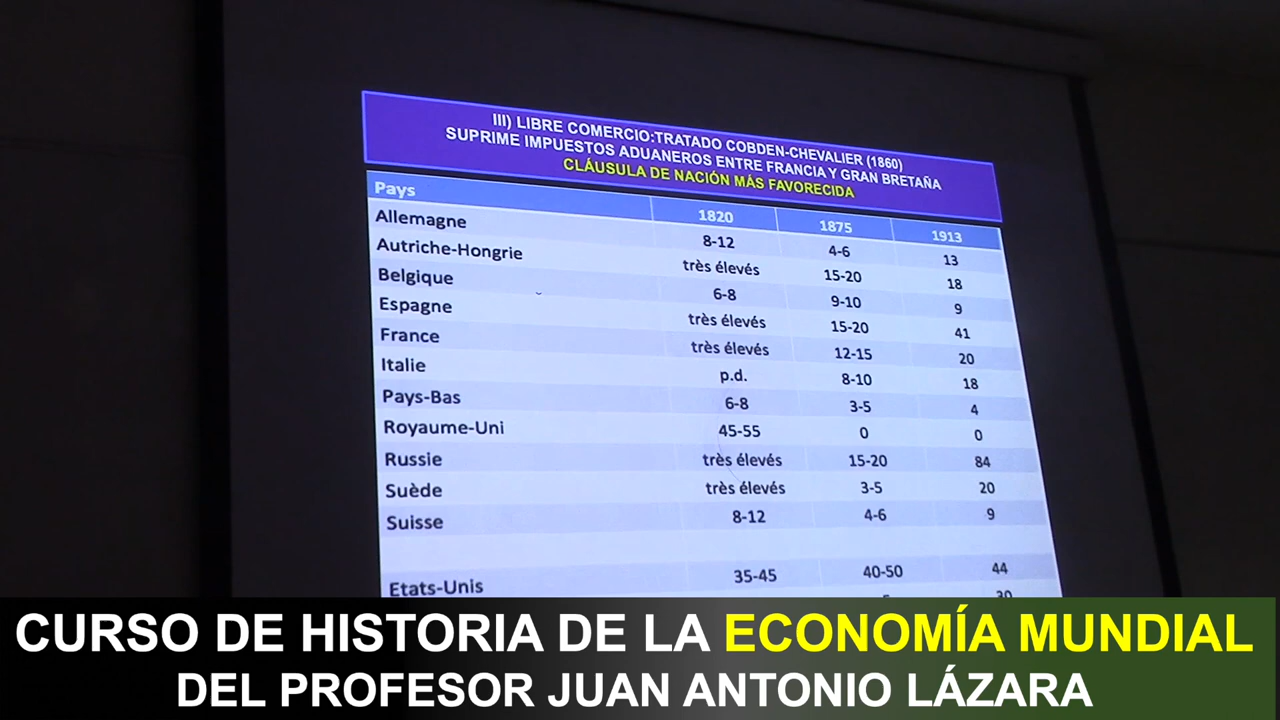 III) LIBRE COMERCIO:TRATADO COBDEN-CHEVALIER (1860)
SUPRIME IMPUESTOS ADUANEROS ENTRE FRANCIA Y GRAN BRETAÑA
CLÁUSULA DE NACIÓN MÁS FAVORECIDA
Pays 1820 1875 1913
Allemagne 8-12 4-6 13
Autriche-Hongrie très élevés 15-20 18
Belgique 6-8 9-10 9
Espagne très élevés 15-20 41
France très élevés 12-15 20
Italie p.d. 8-10 18
Pays-Bas 6-8 3-5 4
Royaume-Uni 45-55 0 0
Russie très élevés 15-20 84
Suède très élevés 3-5 20
Suisse 8-12 4-6 9
Etats-Unis 35-45 40-50 44
CURSO DE HISTORIA DE LA ECONOMÍA MUNDIAL
DEL PROFESOR JUAN ANTONIO LÁZARA